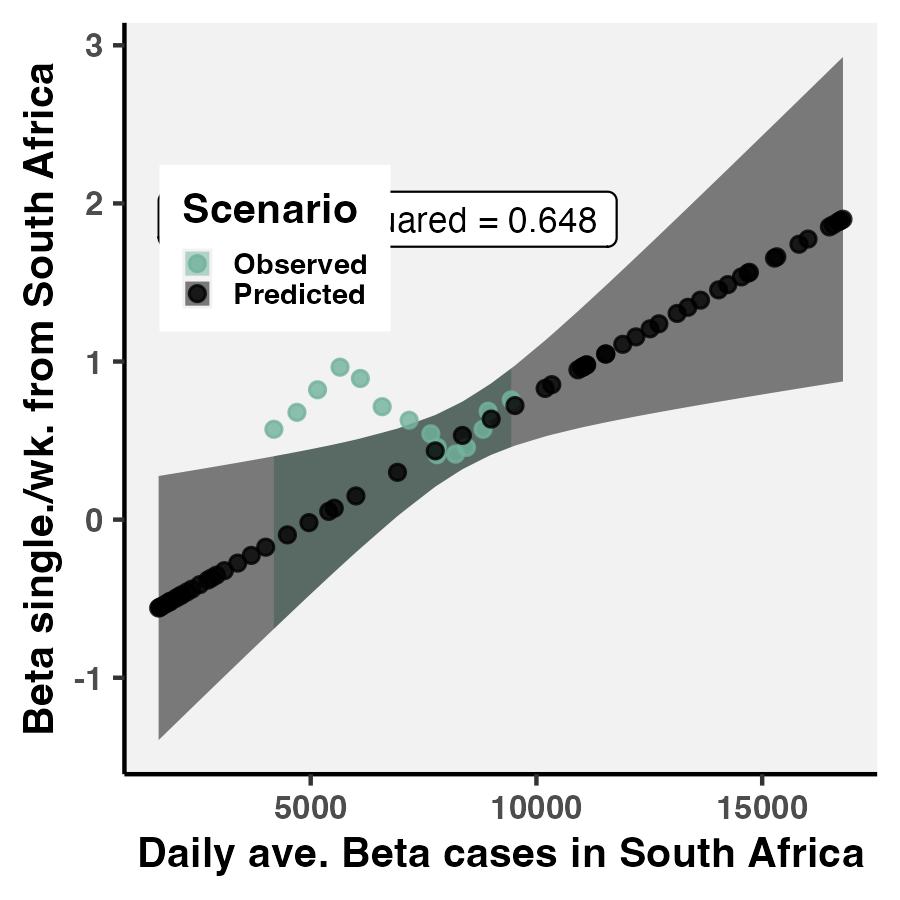 3
2
1
0
-1
Beta single./wk. from South Africa
Scenario
= 0.648
Observed
Predicted
5000
10000
15000
Daily ave. Beta cases in South Africa